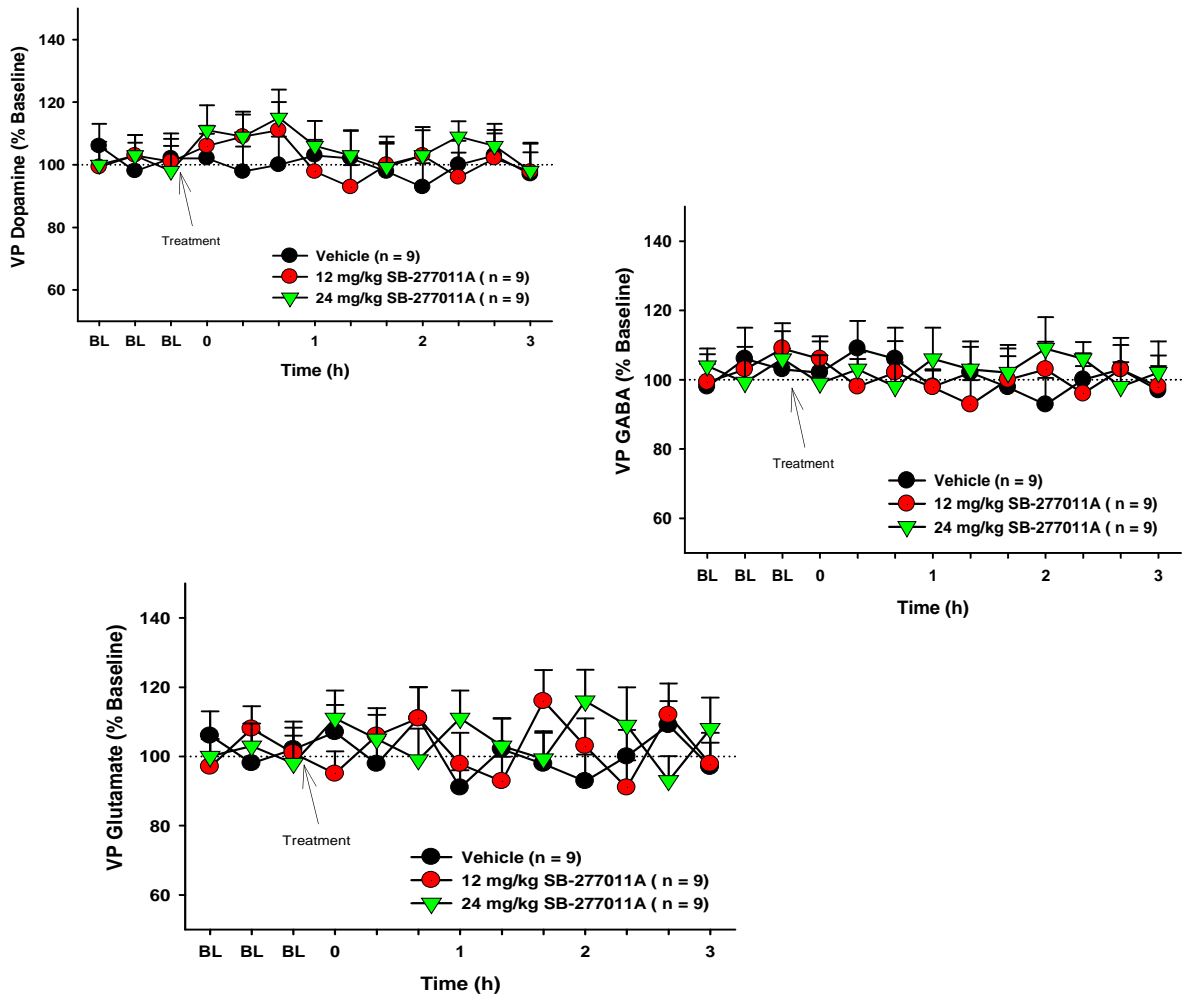 VP Dopamine (% Baseline)
140
120
100
80
60
Treatment
Vehicle (n = 9)
12 mg/kg SB-277011A ( n = 9)
24 mg/kg SB-277011A ( n = 9)
BL BL BL 0 1 2 3
Time (h)
VP GABA (% Baseline)
140
120
100
80
60
Treatment
Vehicle (n = 9)
12 mg/kg SB-277011A ( n = 9)
24 mg/kg SB-277011A ( n = 9)
BL BL BL 0 1 2 3
Time (h)
VP Glutamate (% Baseline)
140
120
100
80
60
Treatment
Vehicle (n = 9)
12 mg/kg SB-277011A ( n = 9)
24 mg/kg SB-277011A ( n = 9)
BL BL BL 0 1 2 3
Time (h)